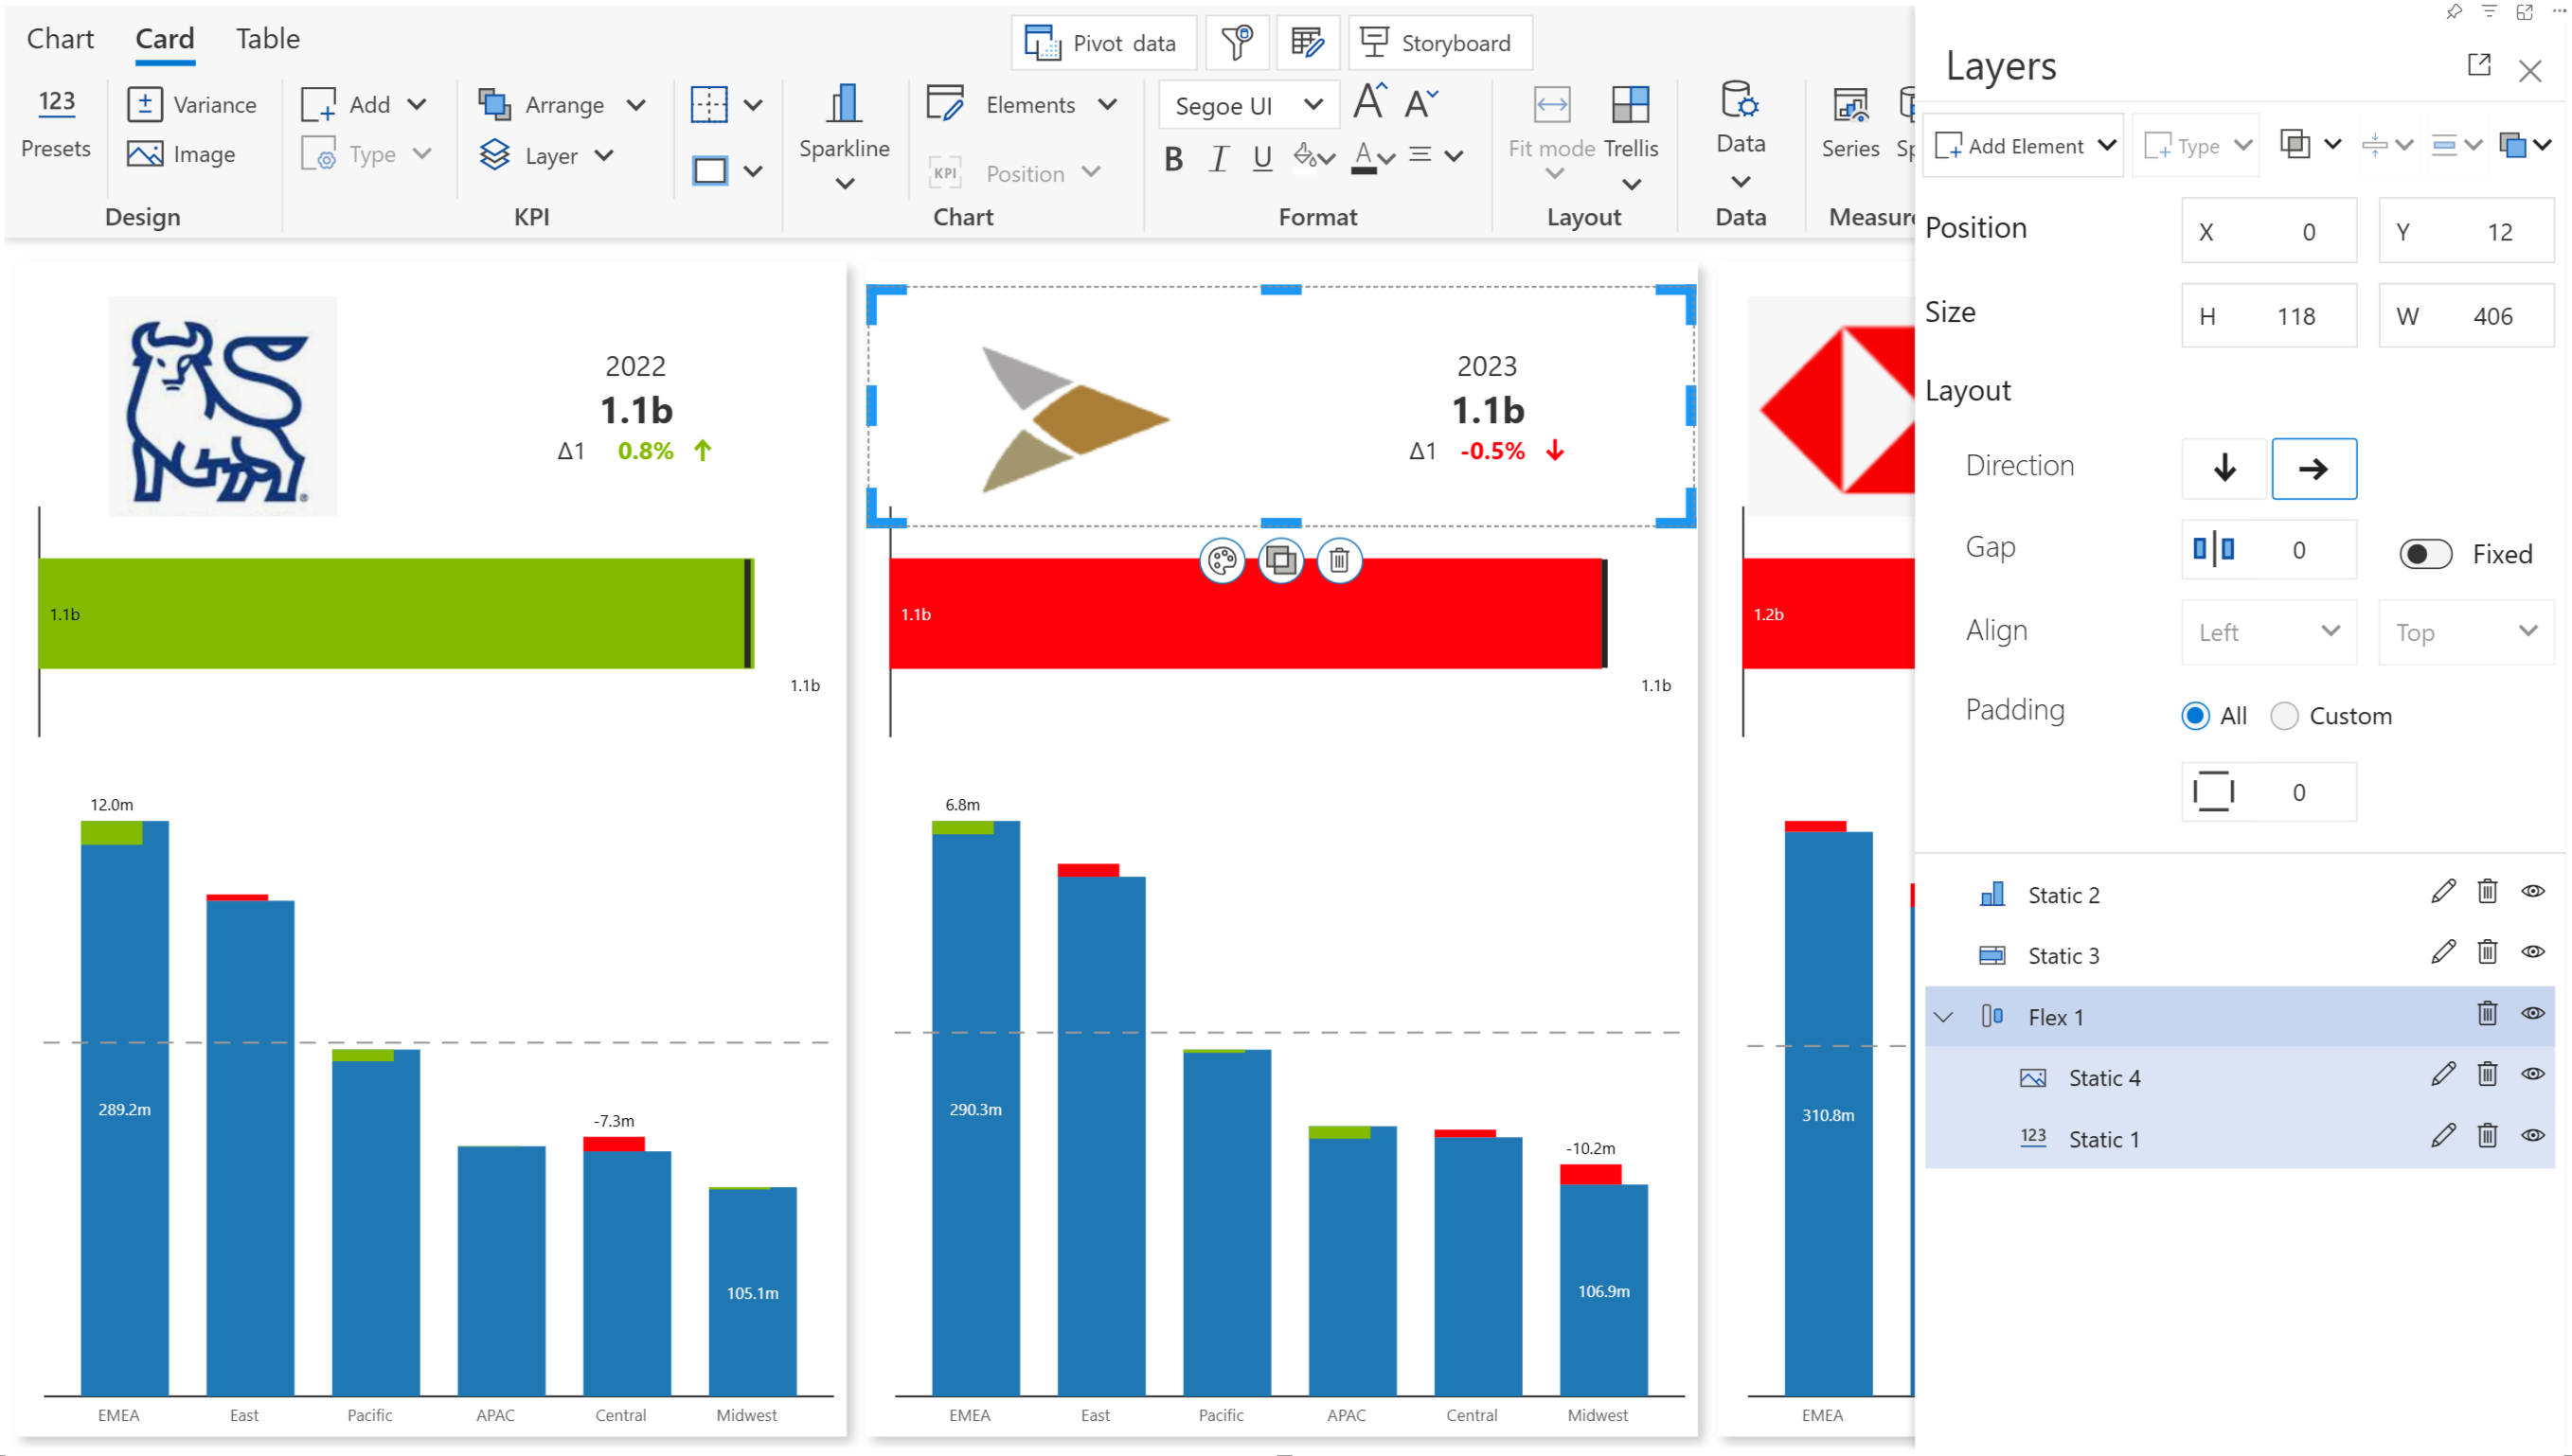 Chart Card Table
Pivot data
Storyboard
123
Presets
Variance
Image
Design
Add
Type
Arrange
Layer
KPI
Sparkline
Elements
KPI Position
Chart
Segoe UI
A A
B I U A
Format
Fit mode Trellis
Layout
Data
Data
Series
Measure
Layers
Add Element
Type
Position X 0 Y 12
Size H 118 W 406
Layout
Direction
Gap 0 Fixed
Align Left Top
Padding All Custom
0
Static 2
Static 3
Flex 1
Static 4
123 Static 1
2022
1.1b
Δ1 0.8%
1.1b
1.1b
12.0m
289.2m
-7.3m
105.1m
EMEA East Pacific APAC Central Midwest
2023
1.1b
Δ1 -0.5%
1.1b
1.1b
6.8m
290.3m
-10.2m
106.9m
EMEA East Pacific APAC Central Midwest
1.2b
310.8m
EMEA